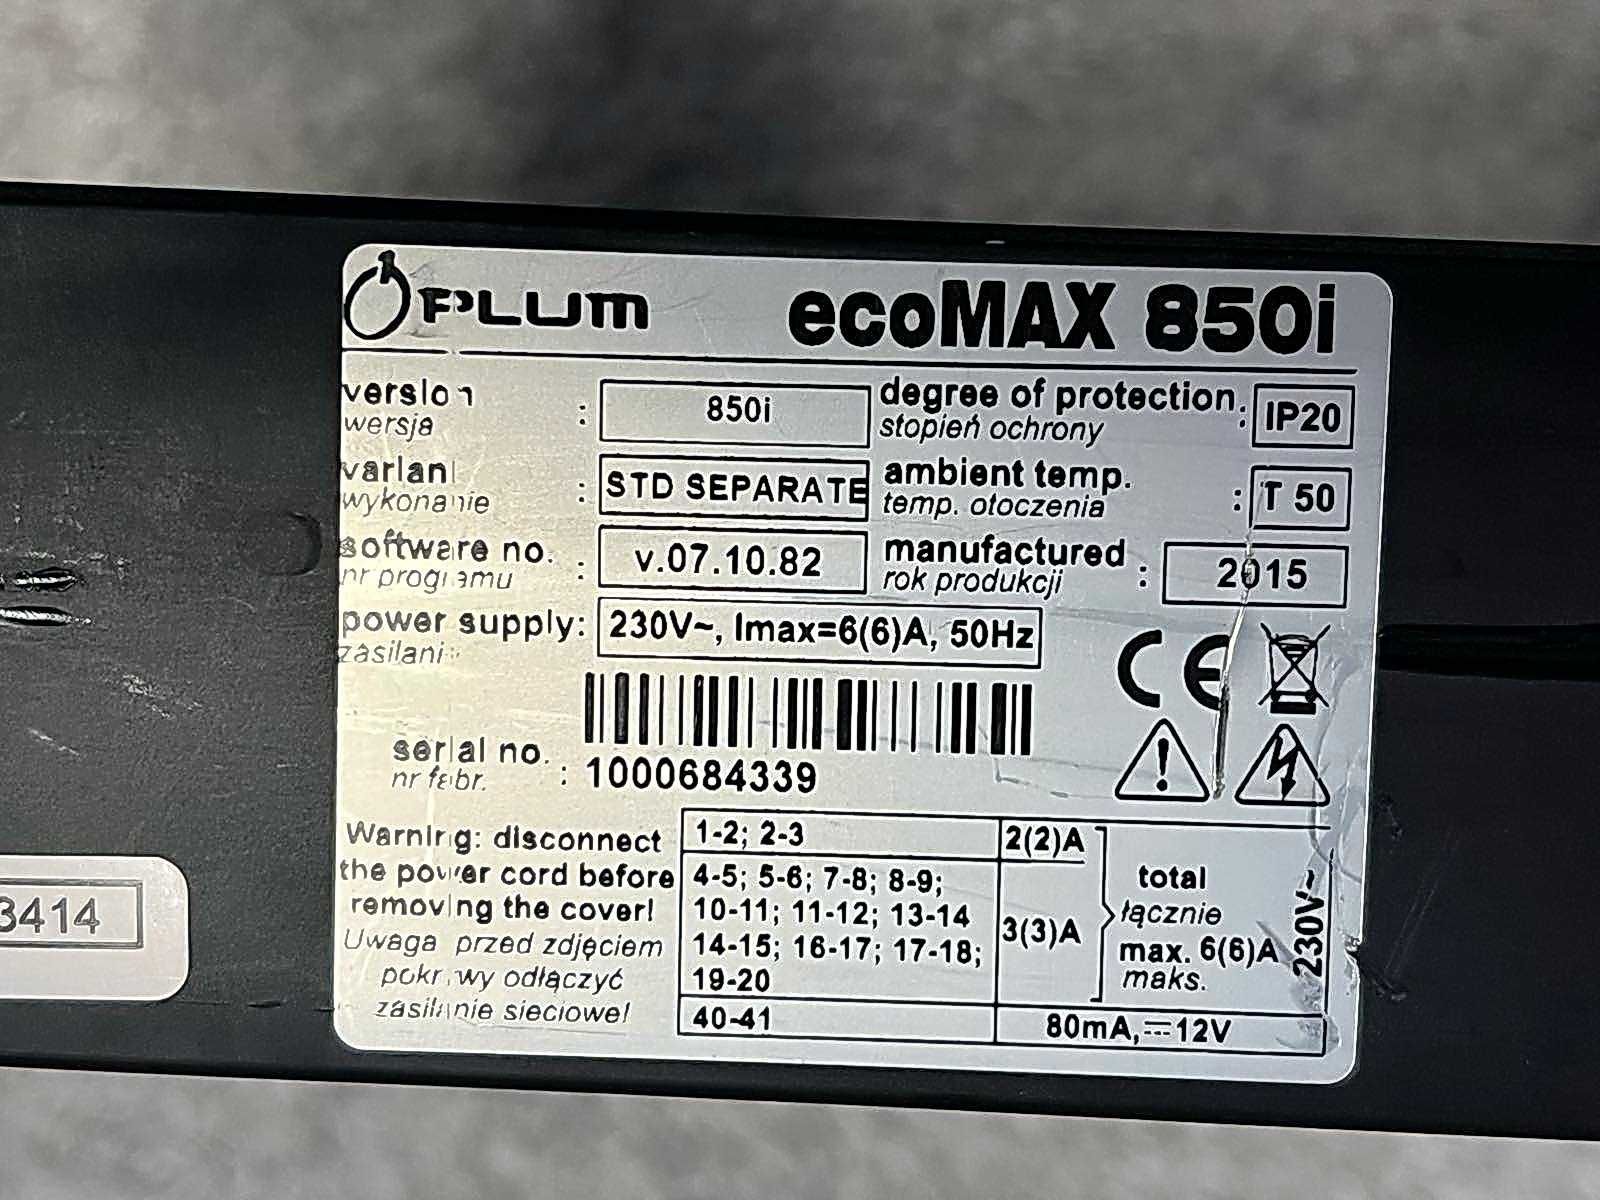 PLUM ecoMAX 850i
version : 850i degree of protection : IP20
wersja stopień ochrony
variant : STD SEPARATE ambient temp. : T 50
wykonanie temp. otoczenia
software no. : v.07.10.82 manufactured : 2015
nr programu rok produkcji
power supply: 230V~, Imax=6(6)A, 50Hz
zasilanie
CE
serial no. : 1000684339
nr fabr.
Warning: disconnect
the power cord before
removing the cover!
Uwaga przed zdjęciem
pokrywy odłączyć
zasilanie sieciowe!
1-2; 2-3 2(2)A
4-5; 5-6; 7-8; 8-9;
10-11; 11-12; 13-14
14-15; 16-17; 17-18;
19-20
3(3)A
total
łącznie
max. 6(6)A
maks.
230V~
40-41 80mA, ⎓12V
3414